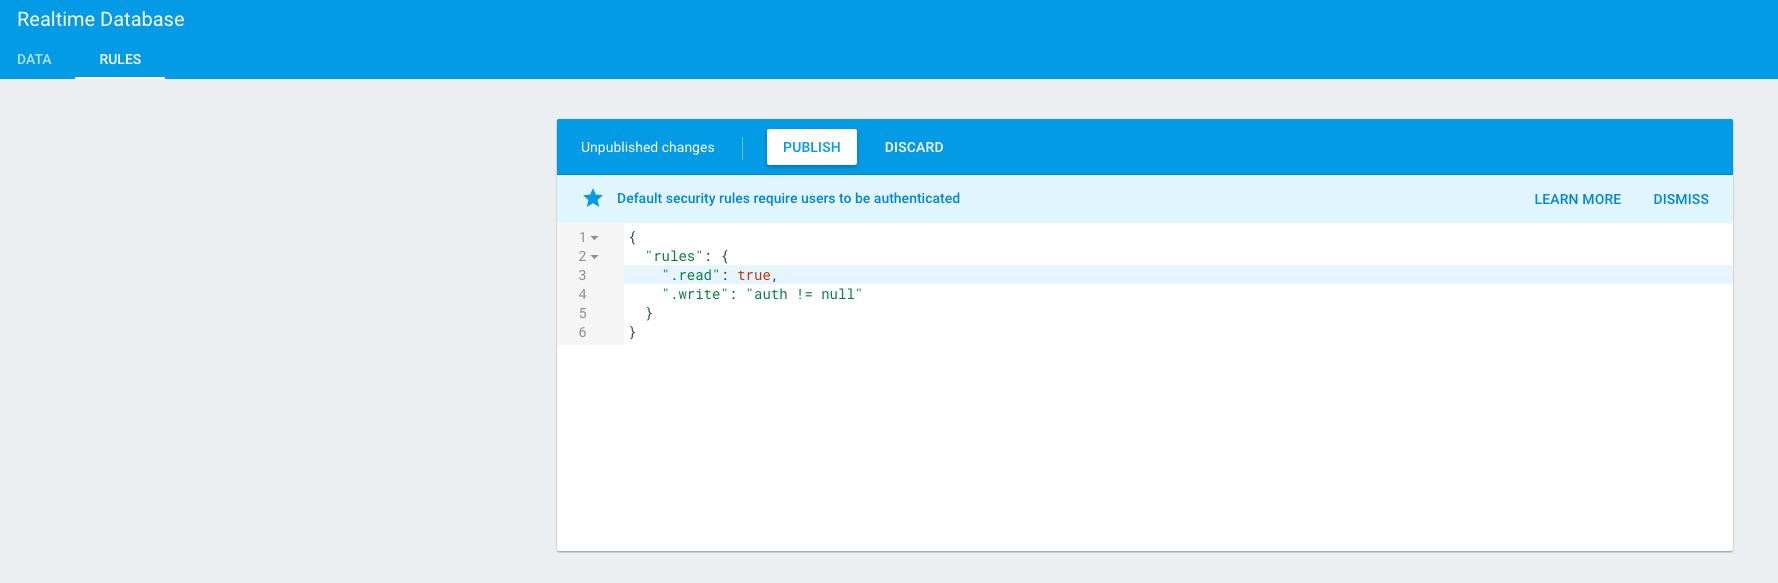 Realtime Database
DATA RULES
Unpublished changes PUBLISH DISCARD
Default security rules require users to be authenticated LEARN MORE DISMISS
1 {
2 "rules": {
3 ".read": true,
4 ".write": "auth != null"
5 }
6 }